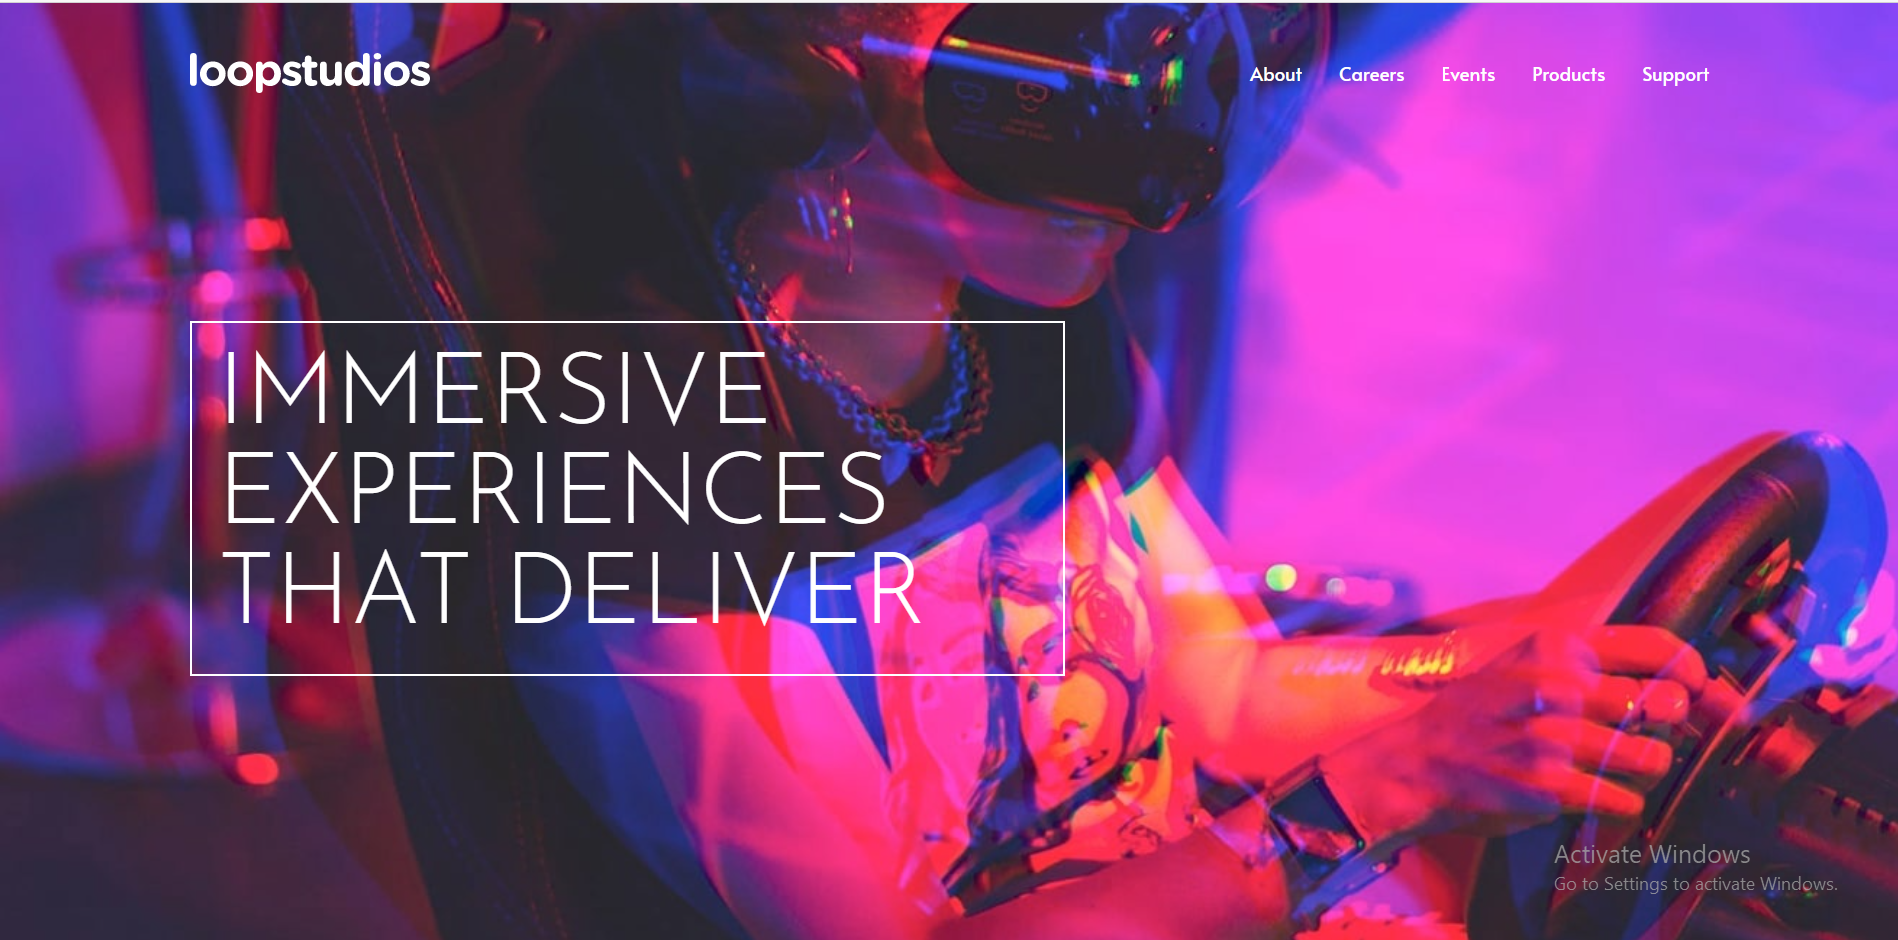 loopstudios
About Careers Events Products Support
IMMERSIVE
EXPERIENCES
THAT DELIVER
Activate Windows
Go to Settings to activate Windows.